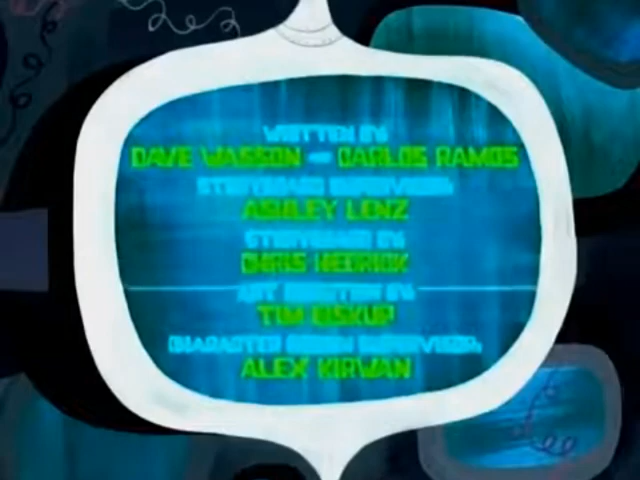 WRITTEN BY
DAVE WASSON - CARLOS RAMOS
STORYBOARD SUPERVISOR
ASHLEY LENZ
STORYBOARD BY
CHRIS HEDRICK
ART DIRECTION BY
TIM BISKUP
CHARACTER DESIGN SUPERVISOR
ALEX KIRWAN